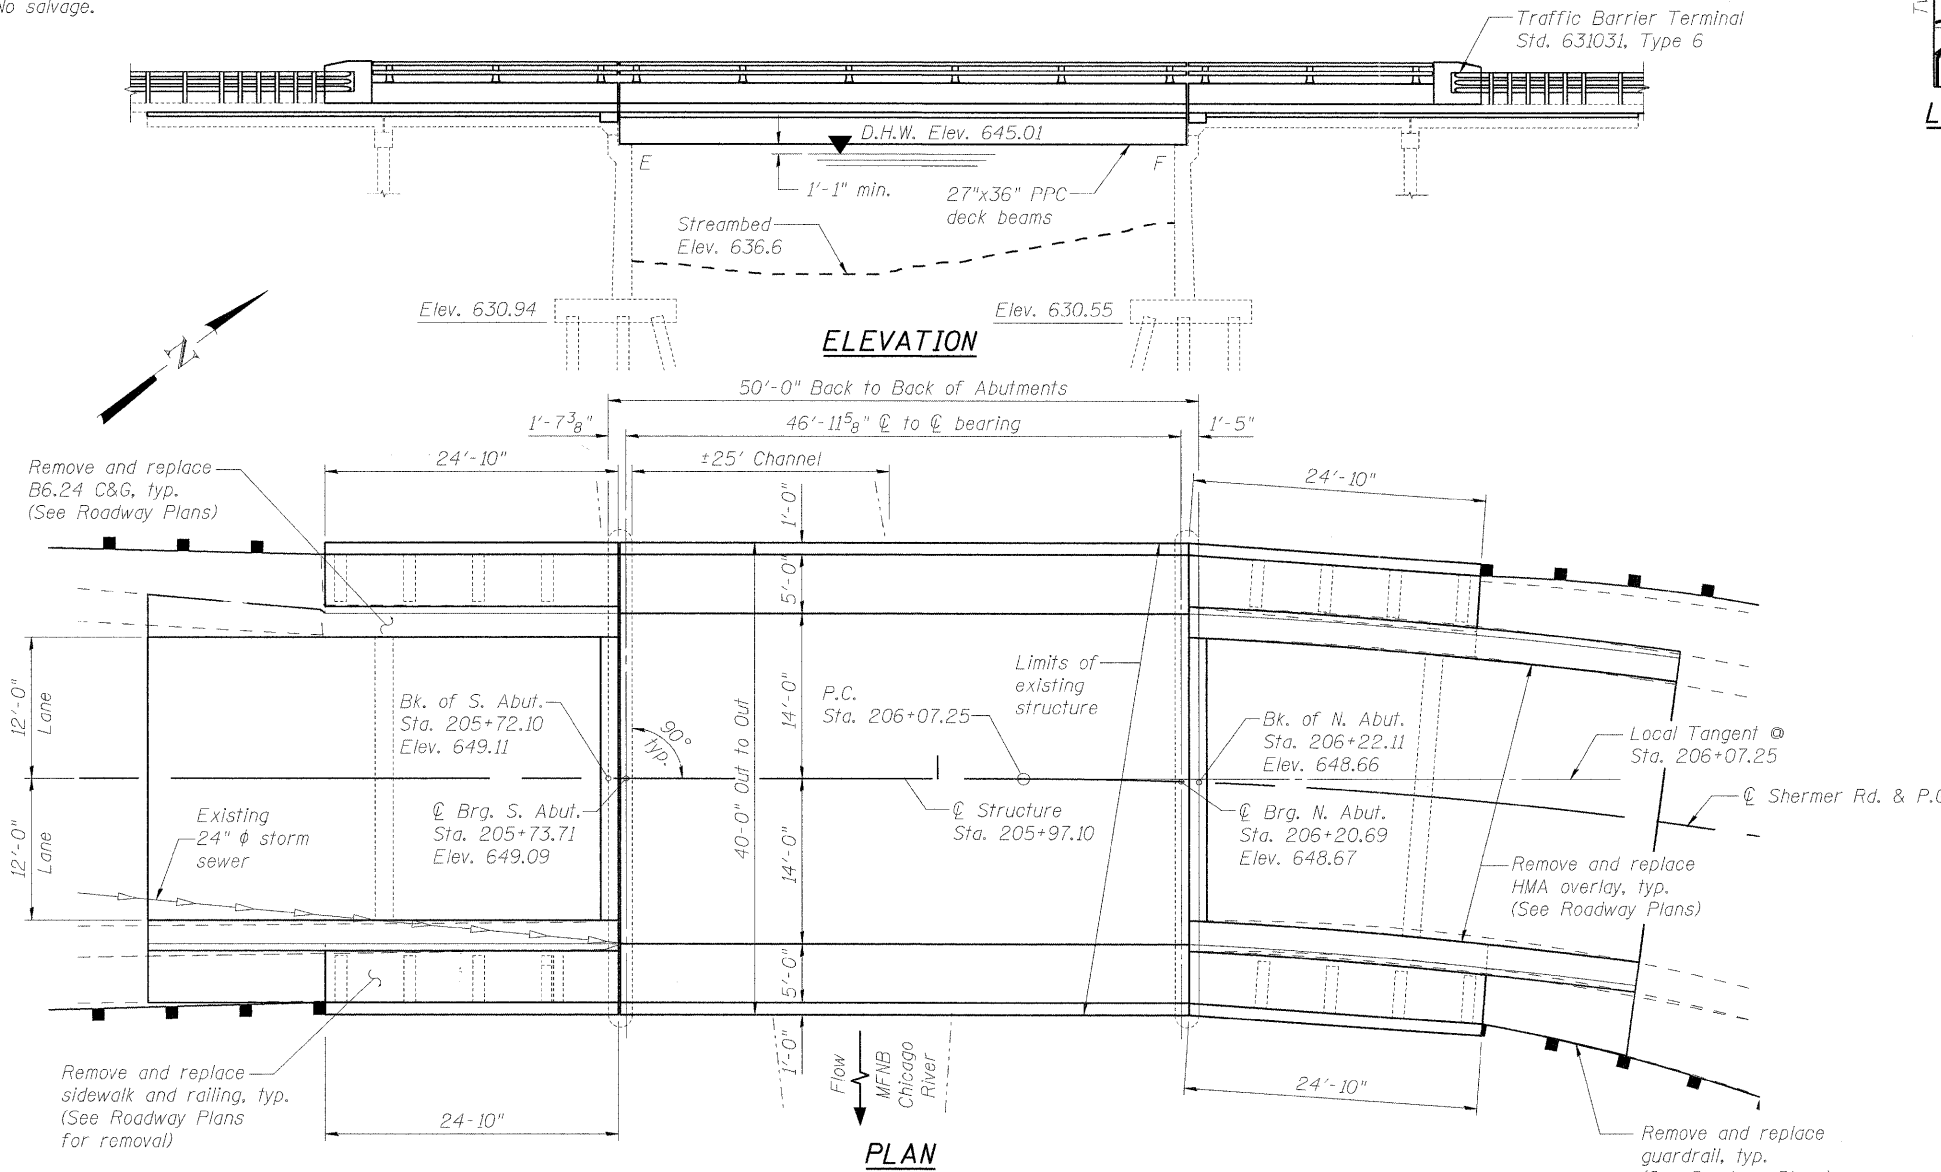 No salvage.
Traffic Barrier Terminal
Std. 631031, Type 6
D.H.W. Elev. 645.01
E
F
1'-1" min.
27"x36" PPC
deck beams
Streambed
Elev. 636.6
Elev. 630.94
Elev. 630.55
ELEVATION
N
50'-0" Back to Back of Abutments
1'-7 3/8"
46'-11 5/8" ℄ to ℄ bearing
1'-5"
24'-10"
±25' Channel
24'-10"
Remove and replace
B6.24 C&G, typ.
(See Roadway Plans)
1'-0"
5'-0"
12'-0"
Lane
Bk. of S. Abut.
Sta. 205+72.10
Elev. 649.11
90°
typ.
40'-0" Out to Out
14'-0"
P.C.
Sta. 206+07.25
Limits of
existing
structure
Bk. of N. Abut.
Sta. 206+22.11
Elev. 648.66
Local Tangent @
Sta. 206+07.25
12'-0"
Lane
Existing
24" ϕ storm
sewer
℄ Brg. S. Abut.
Sta. 205+73.71
Elev. 649.09
14'-0"
℄ Structure
Sta. 205+97.10
℄ Brg. N. Abut.
Sta. 206+20.69
Elev. 648.67
℄ Shermer Rd. & P.G
Remove and replace
HMA overlay, typ.
(See Roadway Plans)
5'-0"
1'-0"
Flow
MFNB
Chicago
River
Remove and replace
sidewalk and railing, typ.
(See Roadway Plans
for removal)
24-10"
24'-10"
PLAN
Remove and replace
guardrail, typ.